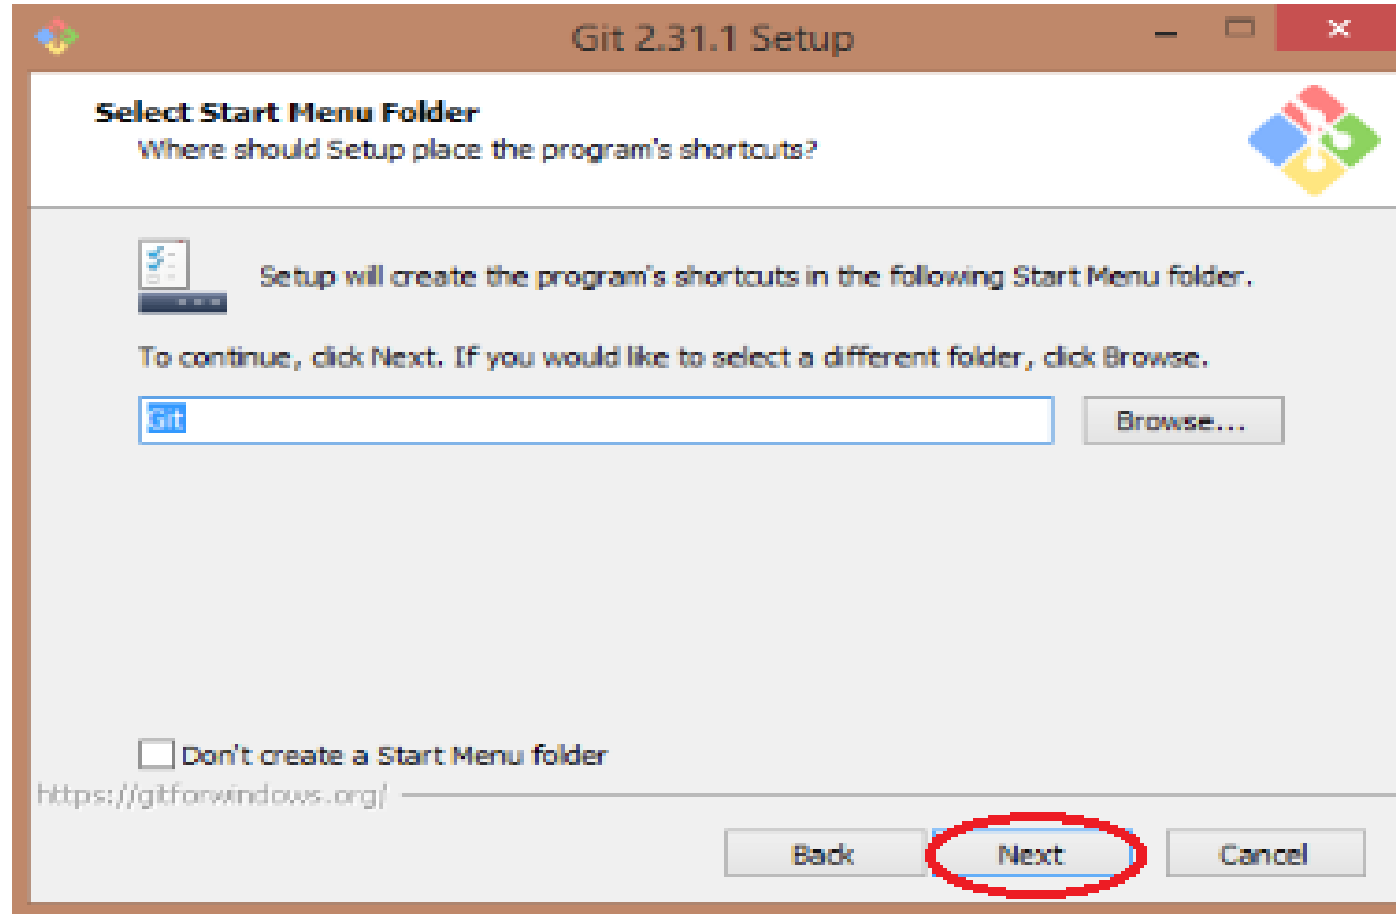 Git 2.31.1 Setup
Select Start Menu Folder
Where should Setup place the program's shortcuts?
Setup will create the program's shortcuts in the following Start Menu folder.
To continue, click Next. If you would like to select a different folder, click Browse.
Git
Browse...
Don't create a Start Menu folder
https://gitforwindows.org/
Back
Next
Cancel